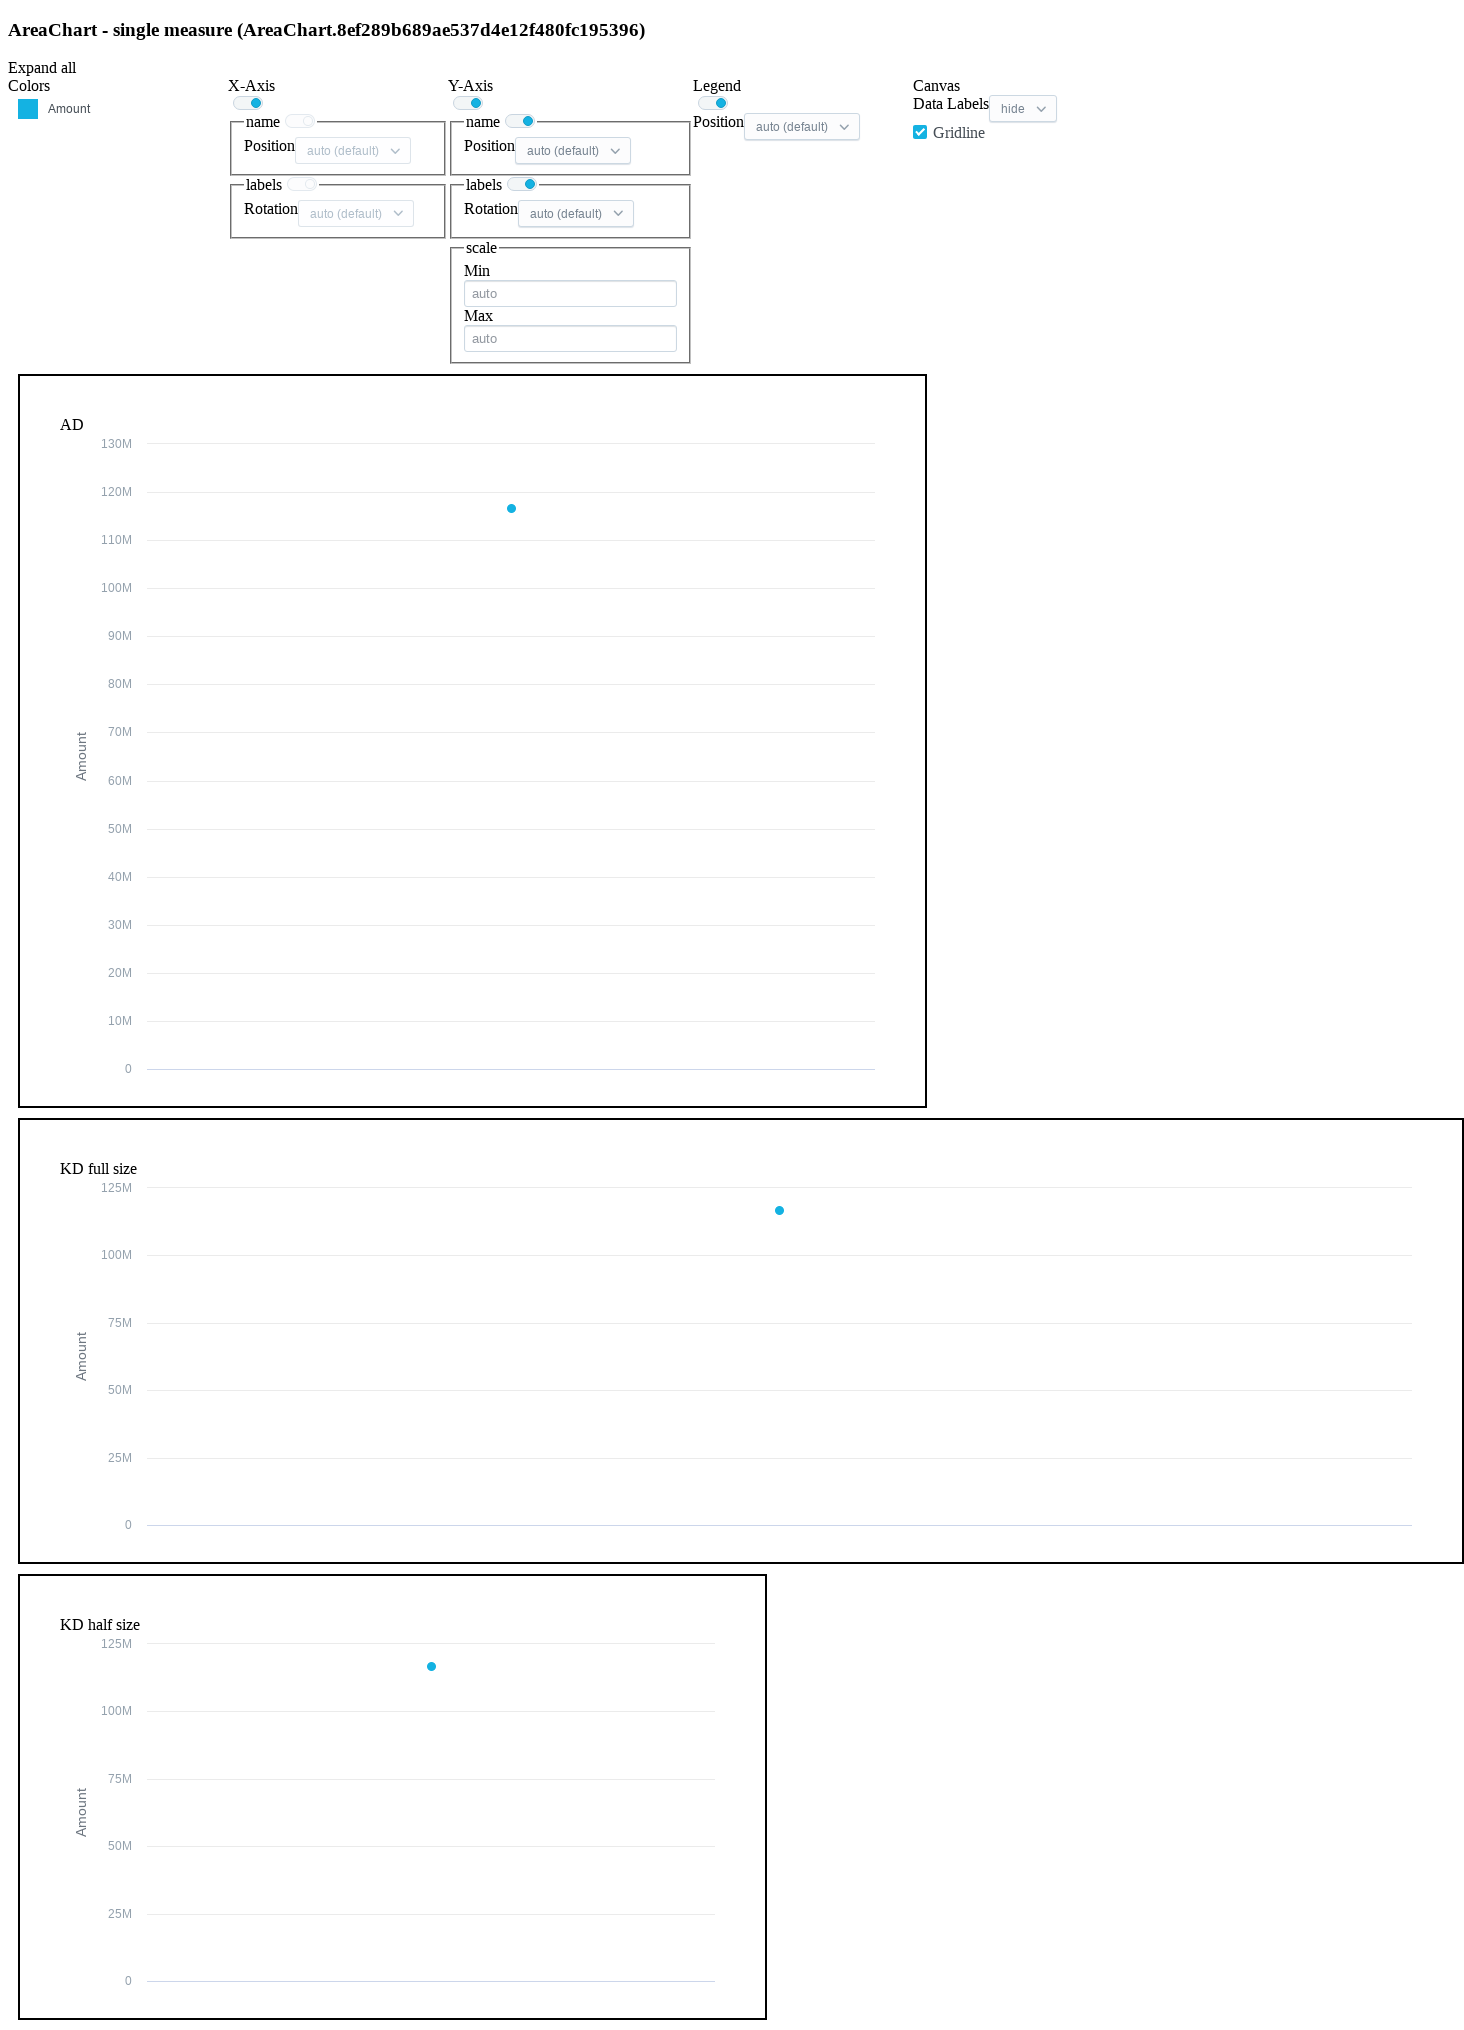 AreaChart - single measure (AreaChart.8ef289b689ae537d4e12f480fc195396)
Expand all
Colors
Amount
X-Axis
name
Position auto (default)
labels
Rotation auto (default)
Y-Axis
name
Position auto (default)
labels
Rotation auto (default)
scale
Min
auto
Max
auto
Legend
Position auto (default)
Canvas
Data Labels hide
Gridline
AD
130M
120M
110M
100M
90M
80M
70M
60M
50M
40M
30M
20M
10M
0
Amount
KD full size
125M
100M
75M
50M
25M
0
Amount
KD half size
125M
100M
75M
50M
25M
0
Amount